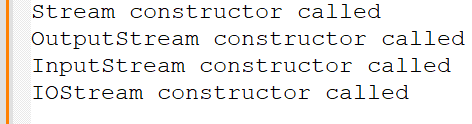 Stream constructor called
OutputStream constructor called
InputStream constructor called
IOStream constructor called